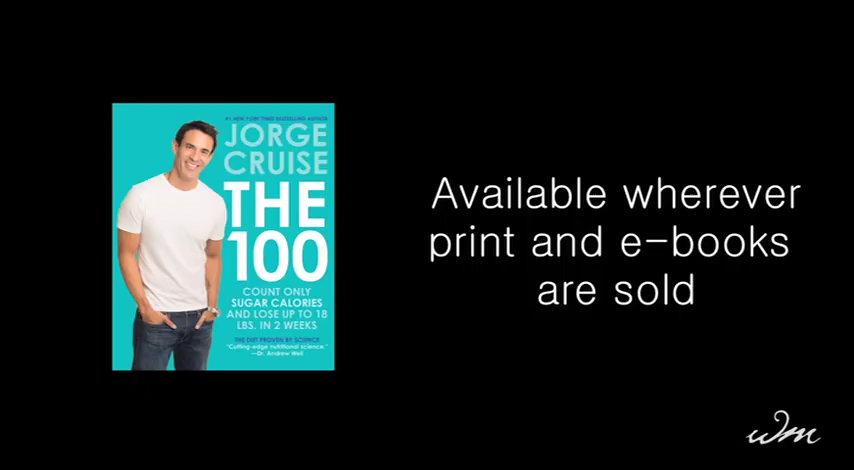 #1 NEW YORK TIMES BESTSELLING AUTHOR
JORGE
CRUISE
THE
100
COUNT ONLY
SUGAR CALORIES
AND LOSE UP TO 18
LBS. IN 2 WEEKS
THE DIET PROVEN BY SCIENCE
"Cutting-edge nutritional science."
—Dr. Andrew Weil
Available wherever
print and e-books
are sold
wm